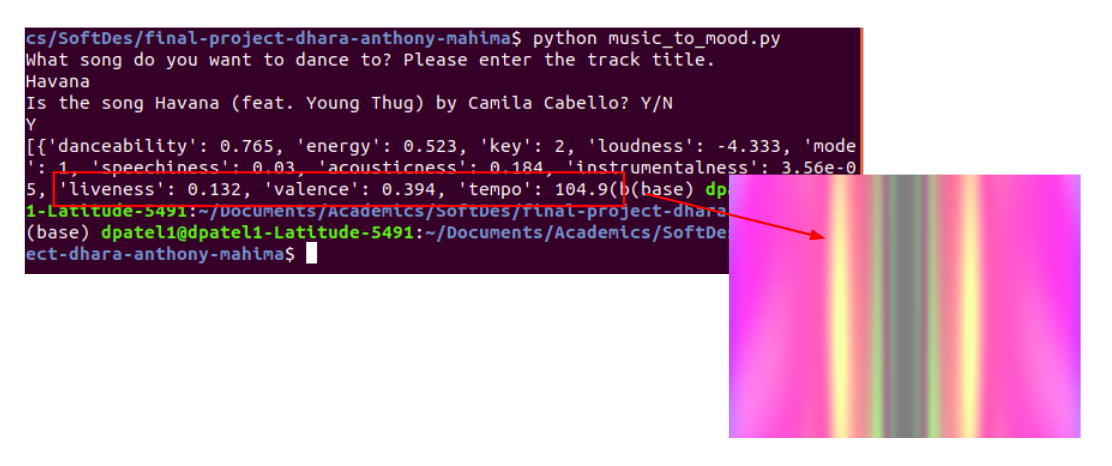 cs/SoftDes/final-project-dhara-anthony-mahima$ python music_to_mood.py
What song do you want to dance to? Please enter the track title.
Havana
Is the song Havana (feat. Young Thug) by Camila Cabello? Y/N
Y
[{'danceability': 0.765, 'energy': 0.523, 'key': 2, 'loudness': -4.333, 'mode
': 1, 'speechiness': 0.03, 'acousticness': 0.184, 'instrumentalness': 3.56e-0
5, 'liveness': 0.132, 'valence': 0.394, 'tempo': 104.9(b(base) dp
1-Latitude-5491:~/Documents/Academics/SoftDes/final-project-dhara
(base) dpatel1@dpatel1-Latitude-5491:~/Documents/Academics/SoftDe
ect-dhara-anthony-mahima$